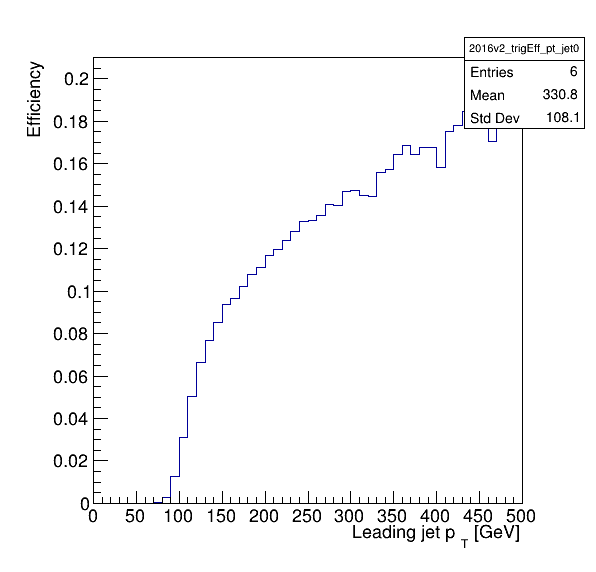 2016v2_trigEff_pt_jet0
Entries 6
Mean 330.8
Std Dev 108.1
Efficiency
0.2
0.18
0.16
0.14
0.12
0.1
0.08
0.06
0.04
0.02
0
0 50 100 150 200 250 300 350 400 450 500
Leading jet p T [GeV]